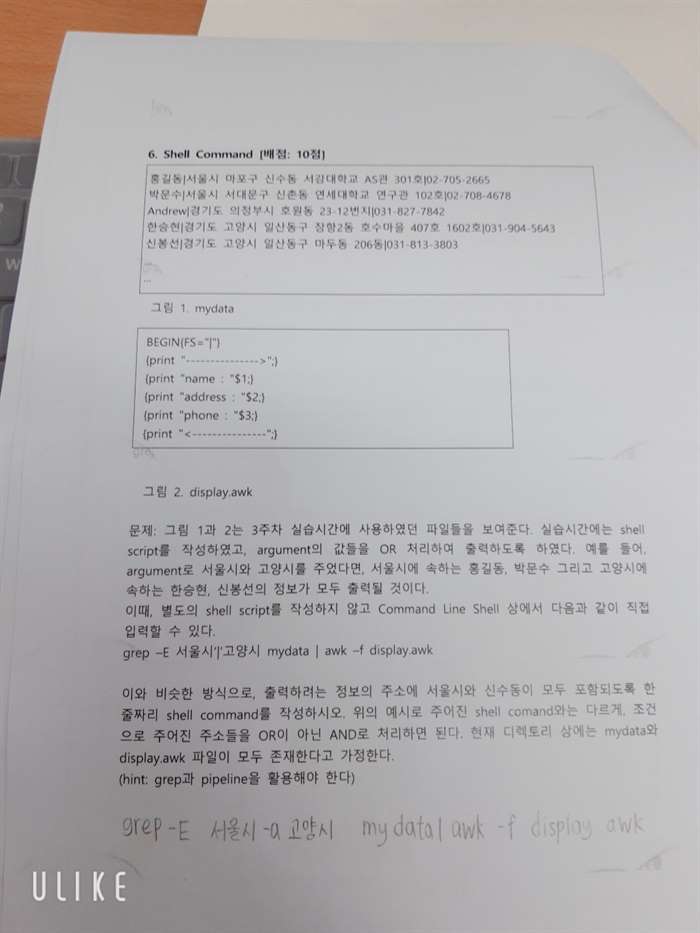 6. Shell Command [배점: 10점]
홍길동|서울시 마포구 신수동 서강대학교 AS관 301호|02-705-2665
박문수|서울시 서대문구 신촌동 연세대학교 연구관 102호|02-708-4678
Andrew|경기도 의정부시 호원동 23-12번지|031-827-7842
한승현|경기도 고양시 일산동구 장항2동 호수마을 407호 1602호|031-904-5643
신봉선|경기도 고양시 일산동구 마두동 206동|031-813-3803
...
...
그림 1. mydata
BEGIN{FS="|"}
{print "--------------->";}
{print "name : "$1;}
{print "address : "$2;}
{print "phone : "$3;}
{print "<---------------";}
그림 2. display.awk
문제: 그림 1과 2는 3주차 실습시간에 사용하였던 파일들을 보여준다. 실습시간에는 shell
script를 작성하였고, argument의 값들을 OR 처리하여 출력하도록 하였다. 예를 들어,
argument로 서울시와 고양시를 주었다면, 서울시에 속하는 홍길동, 박문수 그리고 고양시에
속하는 한승현, 신봉선의 정보가 모두 출력될 것이다.
이때, 별도의 shell script를 작성하지 않고 Command Line Shell 상에서 다음과 같이 직접
입력할 수 있다.
grep –E 서울시'|'고양시 mydata | awk –f display.awk
이와 비슷한 방식으로, 출력하려는 정보의 주소에 서울시와 신수동이 모두 포함되도록 한
줄짜리 shell command를 작성하시오. 위의 예시로 주어진 shell comand와는 다르게, 조건
으로 주어진 주소들을 OR이 아닌 AND로 처리하면 된다. 현재 디렉토리 상에는 mydata와
display.awk 파일이 모두 존재한다고 가정한다.
(hint: grep과 pipeline을 활용해야 한다)
grep -E 서울시 -a 고양시 mydata | awk -f display awk
ULIKE